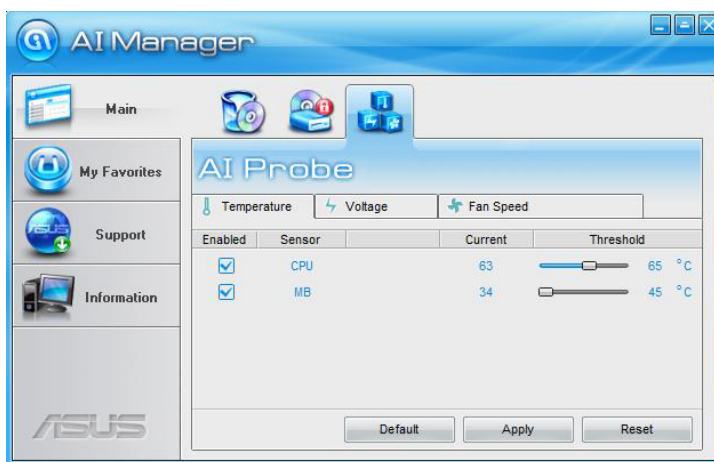 AI Manager
Main
My Favorites
Support
Information
ASUS
AI Probe
Temperature Voltage Fan Speed
Enabled Sensor Current Threshold
CPU 63 65 °C
MB 34 45 °C
Default Apply Reset